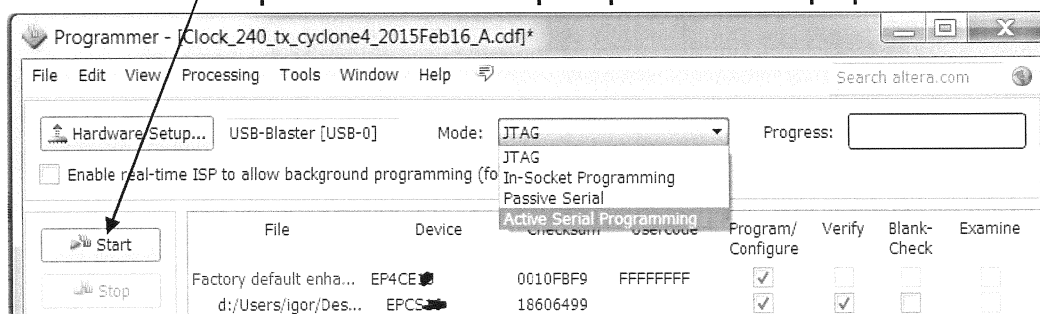 Programmer - [Clock_240_tx_cyclone4_2015Feb16_A.cdf]*
File Edit View Processing Tools Window Help Search altera.com
Hardware Setup... USB-Blaster [USB-0] Mode: JTAG Progress:
JTAG
Enable real-time ISP to allow background programming (fo
In-Socket Programming
Passive Serial
Active Serial Programming
Start
File Device Checksum Usercode Program/ Configure Verify Blank- Check Examine
Factory default enha... EP4CE 0010FBF9 FFFFFFFF
Stop
d:/Users/igor/Des... EPCS 18606499